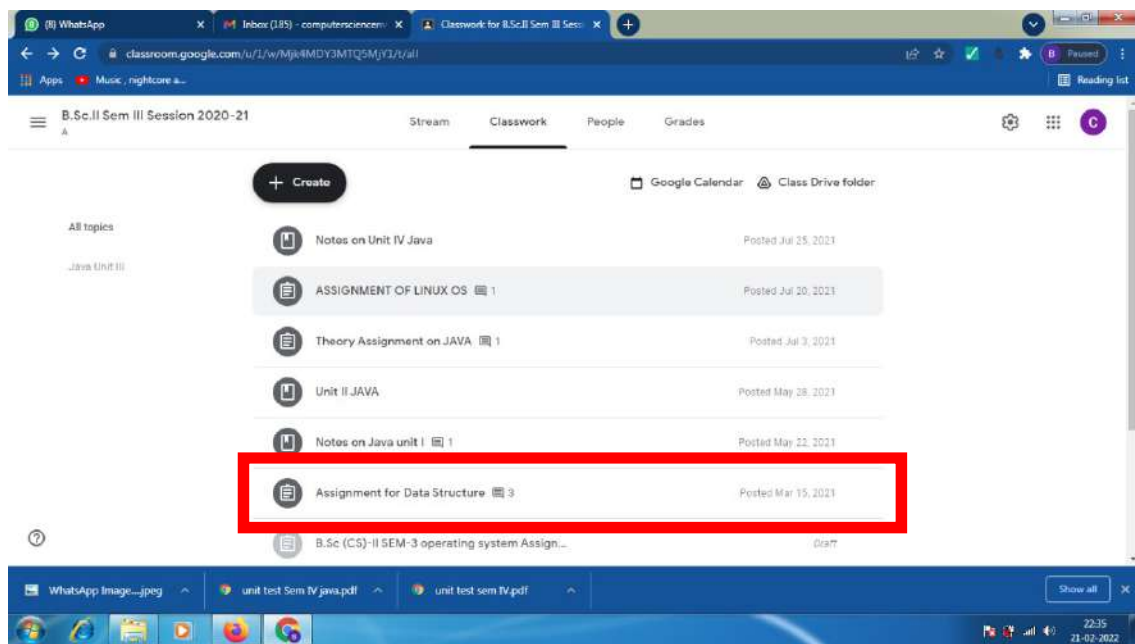 (8) WhatsApp
Inbox (185) - computersciencem
Classwork for B.Sc.II Sem III Sess
classroom.google.com/u/1/w/Mjk4MDY3MTQ5MjY1/t/all
B Paused
Apps
Music, nightcore a...
Reading list
B.Sc.II Sem III Session 2020-21
A
Stream
Classwork
People
Grades
C
Create
Google Calendar
Class Drive folder
All topics
Java Unit III
Notes on Unit IV Java
Posted Jul 25, 2021
ASSIGNMENT OF LINUX OS 1
Posted Jul 20, 2021
Theory Assignment on JAVA 1
Posted Jul 3, 2021
Unit II JAVA
Posted May 28, 2021
Notes on Java unit I 1
Posted May 22, 2021
Assignment for Data Structure 3
Posted Mar 15, 2021
B.Sc (CS)-II SEM-3 operating system Assign...
Draft
WhatsApp Image....jpeg
unit test Sem IV java.pdf
unit test sem IV.pdf
Show all
22:35
21-02-2022